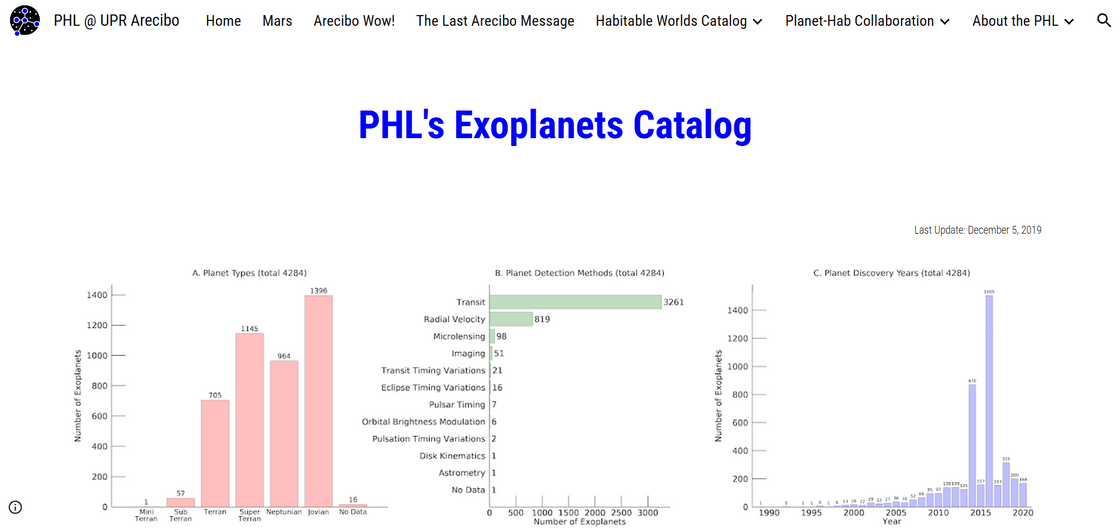 PHL @ UPR Arecibo Home Mars Arecibo Wow! The Last Arecibo Message Habitable Worlds Catalog Planet-Hab Collaboration About the PHL
PHL's Exoplanets Catalog
Last Update: December 5, 2019
A. Planet Types (total 4284)
Number of Exoplanets
1400
1200
1000
800
600
400
200
0
1
57
705
1145
964
1396
16
Mini Terran
Sub Terran
Terran
Super Terran
Neptunian
Jovian
No Data
B. Planet Detection Methods (total 4284)
Transit 3261
Radial Velocity 819
Microlensing 98
Imaging 51
Transit Timing Variations 21
Eclipse Timing Variations 16
Pulsar Timing 7
Orbital Brightness Modulation 6
Pulsation Timing Variations 2
Disk Kinematics 1
Astrometry 1
No Data 1
0 500 1000 1500 2000 2500 3000
Number of Exoplanets
C. Planet Discovery Years (total 4284)
Number of Exoplanets
1400
1200
1000
800
600
400
200
0
870
157
153
315
200
1990 1995 2000 2005 2010 2015 2020
Year